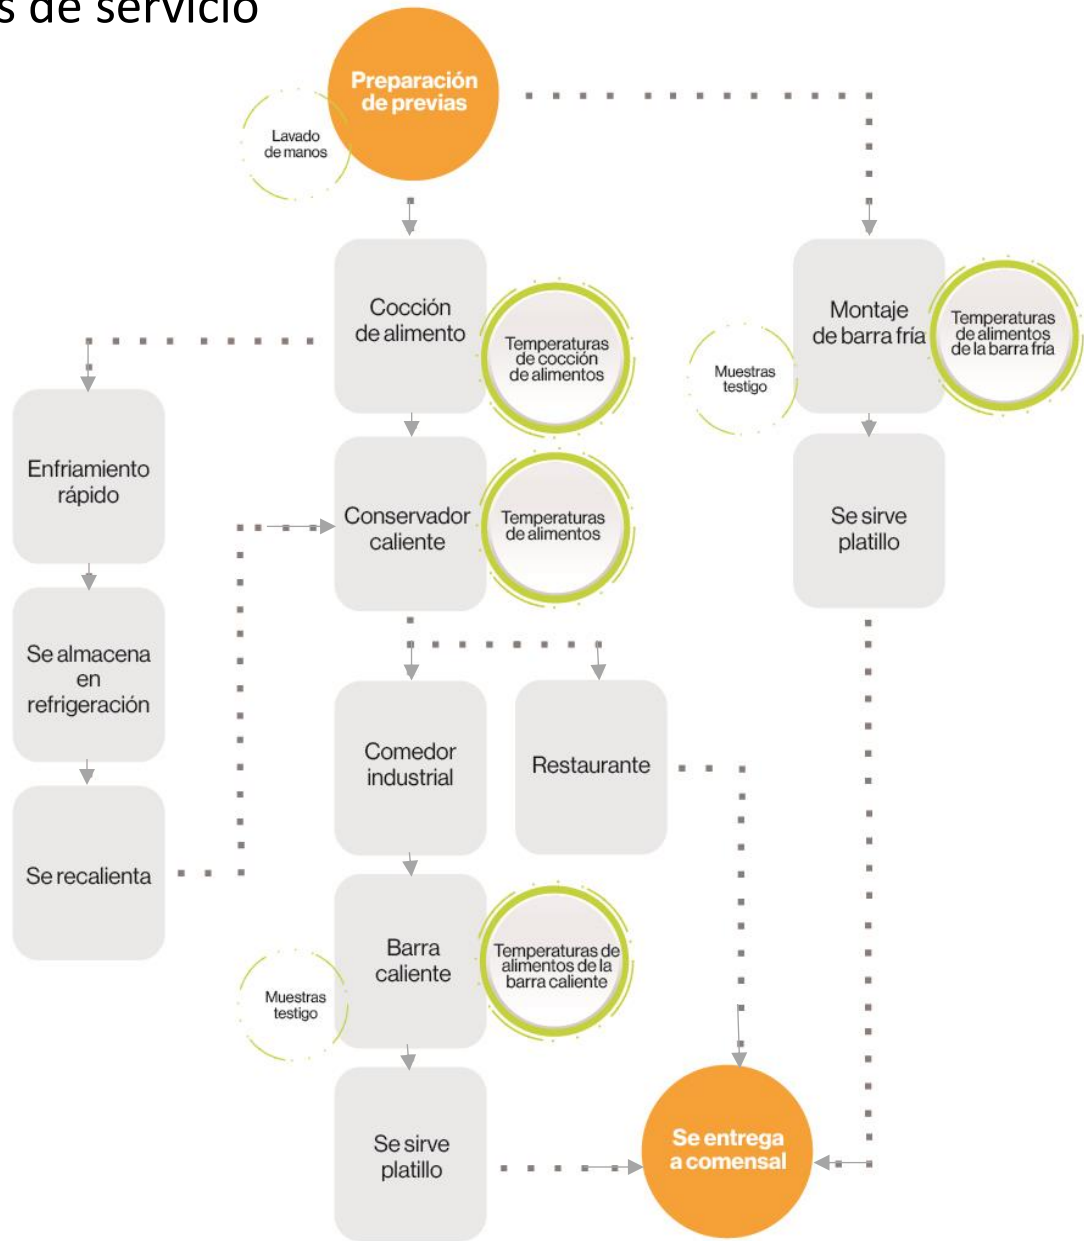 s de servicio
Preparación
de previas
Lavado
de manos
Cocción
de alimento
Temperaturas
de cocción
de alimentos
Montaje
de barra fría
Temperaturas
de alimentos
de la barra fría
Muestras
testigo
Enfriamiento
rápido
Conservador
caliente
Temperaturas
de alimentos
Se sirve
platillo
Se almacena
en
refrigeración
Comedor
industrial
Restaurante
Se recalienta
Barra
caliente
Temperaturas de
alimentos de la
barra caliente
Muestras
testigo
Se sirve
platillo
Se entrega
a comensal